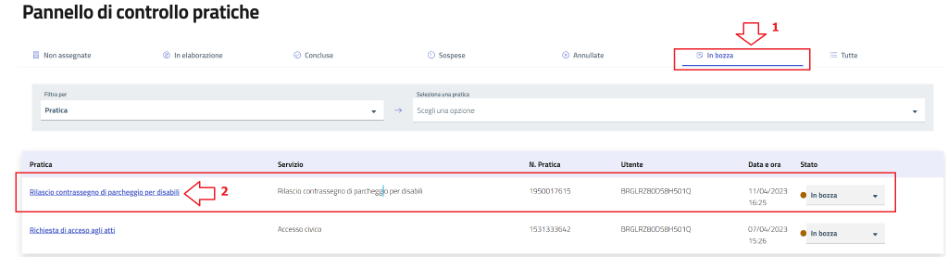 Pannello di controllo pratiche
1
Non assegnate In elaborazione Concluse Sospese Annullate In bozza Tutte
Filtra per Seleziona una pratica
Pratica → Scegli una opzione
Pratica Servizio N. Pratica Utente Data e ora Stato
Rilascio contrassegno di parcheggio per disabili 2 Rilascio contrassegno di parcheggio per disabili 1950017615 BRGLRZ80D58H501Q 11/04/2023 In bozza
16:25
Richiesta di acceso agli atti Accesso civico 1531333642 BRGLRZ80D58H501Q 07/04/2023 In bozza
15:26